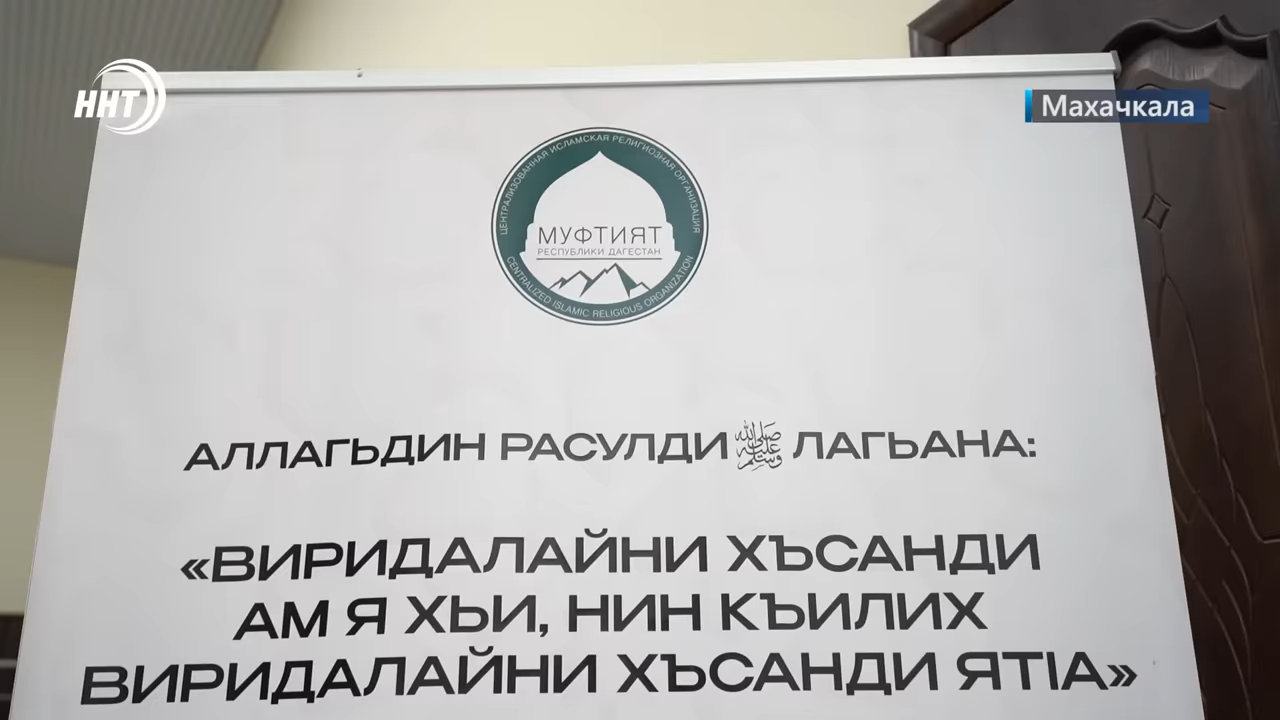 ННТ
Махачкала
ЦЕНТРАЛИЗОВАННАЯ ИСЛАМСКАЯ РЕЛИГИОЗНАЯ ОРГАНИЗАЦИЯ
МУФТИЯТ
РЕСПУБЛИКИ ДАГЕСТАН
CENTRALIZED ISLAMIC RELIGIOUS ORGANIZATION
АЛЛАГЬДИН РАСУЛДИ ﷺ ЛАГЬАНА:
«ВИРИДАЛАЙНИ ХЪСАНДИ
АМ Я ХЬИ, НИН КЪИЛИХ
ВИРИДАЛАЙНИ ХЪСАНДИ ЯТІА»